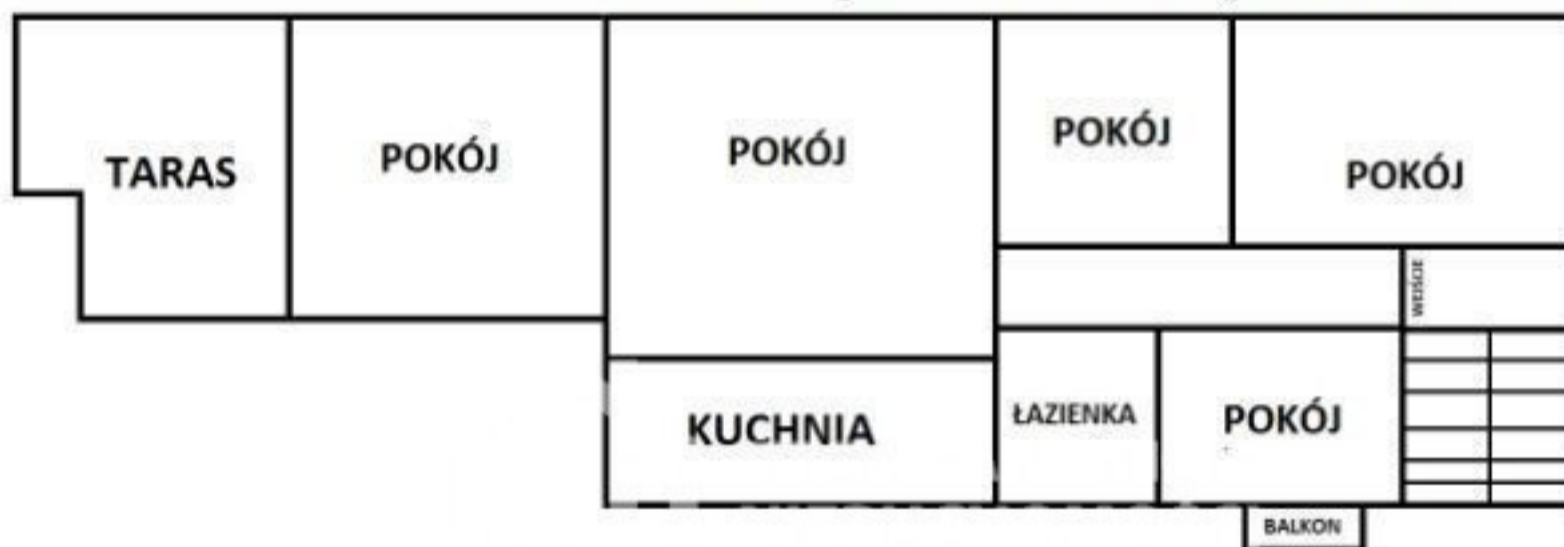 TARAS
POKÓJ
POKÓJ
POKÓJ
POKÓJ
WEJŚCIE
KUCHNIA
ŁAZIENKA
POKÓJ
BALKON